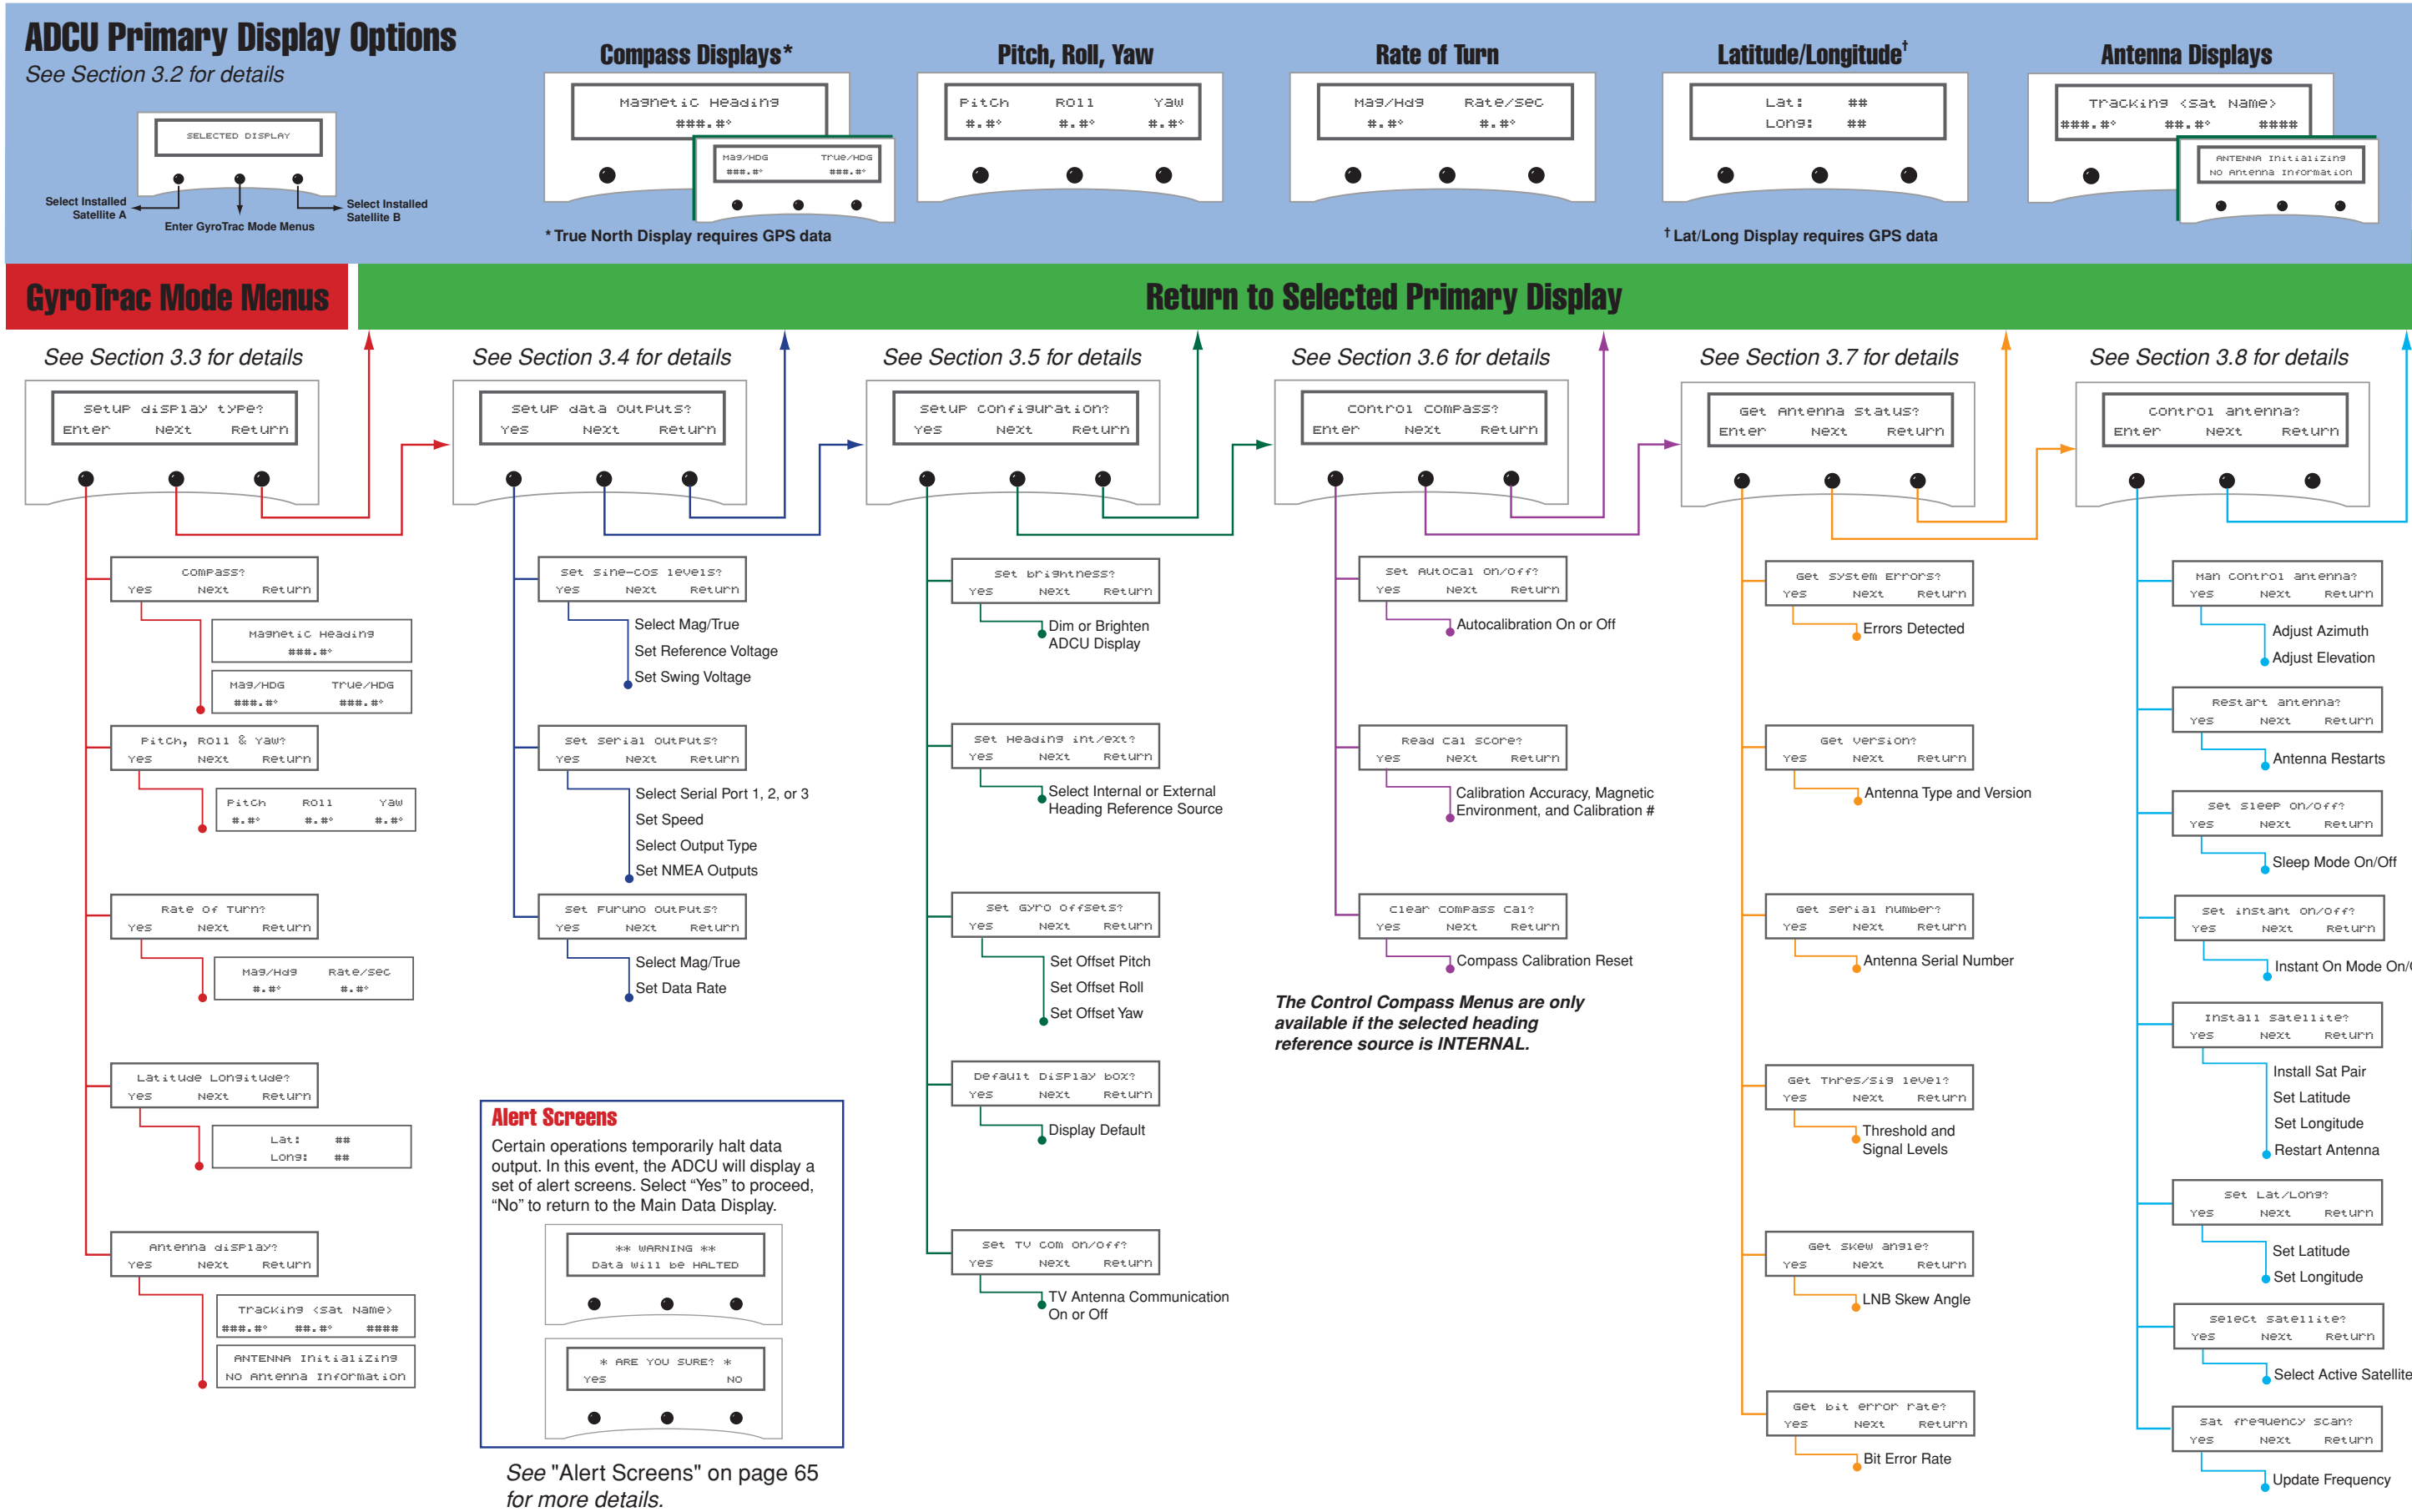 ADCU Primary Display Options
See Section 3.2 for details
SELECTED DISPLAY
Select Installed
Satellite A
Enter GyroTrac Mode Menus
Select Installed
Satellite B
Compass Displays*
Magnetic Heading
###.#°
Mag/HDG True/HDG
###.#° ###.#°
* True North Display requires GPS data
Pitch, Roll, Yaw
Pitch Roll Yaw
#.#° #.#° #.#°
Rate of Turn
Mag/Hdg Rate/Sec
#.#° #.#°
Latitude/Longitude†
Lat: ##
Long: ##
† Lat/Long Display requires GPS data
Antenna Displays
Tracking <Sat Name>
###.#° ##.#° ####
ANTENNA Initializing
No Antenna Information
GyroTrac Mode Menus
Return to Selected Primary Display
See Section 3.3 for details
Setup display type?
Enter Next Return
Compass?
Yes Next Return
Magnetic Heading
###.#°
Mag/HDG True/HDG
###.#° ###.#°
Pitch, Roll & Yaw?
Yes Next Return
Pitch Roll Yaw
#.#° #.#° #.#°
Rate of Turn?
Yes Next Return
Mag/Hdg Rate/Sec
#.#° #.#°
Latitude Longitude?
Yes Next Return
Lat: ##
Long: ##
Antenna display?
Yes Next Return
Tracking <Sat Name>
###.#° ##.#° ####
ANTENNA Initializing
No Antenna Information
See Section 3.4 for details
Setup data outputs?
Yes Next Return
Set sine-cos levels?
Yes Next Return
Select Mag/True
Set Reference Voltage
Set Swing Voltage
Set serial outputs?
Yes Next Return
Select Serial Port 1, 2, or 3
Set Speed
Select Output Type
Set NMEA Outputs
Set Furuno outputs?
Yes Next Return
Select Mag/True
Set Data Rate
Alert Screens
Certain operations temporarily halt data
output. In this event, the ADCU will display a
set of alert screens. Select “Yes” to proceed,
“No” to return to the Main Data Display.
** WARNING **
Data Will be HALTED
* ARE YOU SURE? *
Yes No
See "Alert Screens" on page 65
for more details.
See Section 3.5 for details
Setup configuration?
Yes Next Return
Set brightness?
Yes Next Return
Dim or Brighten
ADCU Display
Set Heading int/ext?
Yes Next Return
Select Internal or External
Heading Reference Source
Set Gyro Offsets?
Yes Next Return
Set Offset Pitch
Set Offset Roll
Set Offset Yaw
Default Display box?
Yes Next Return
Display Default
Set TV com on/off?
Yes Next Return
TV Antenna Communication
On or Off
See Section 3.6 for details
Control Compass?
Enter Next Return
Set Autocal on/off?
Yes Next Return
Autocalibration On or Off
Read Cal Score?
Yes Next Return
Calibration Accuracy, Magnetic
Environment, and Calibration #
Clear Compass Cal?
Yes Next Return
Compass Calibration Reset
The Control Compass Menus are only
available if the selected heading
reference source is INTERNAL.
See Section 3.7 for details
Get Antenna Status?
Enter Next Return
Get System Errors?
Yes Next Return
Errors Detected
Get version?
Yes Next Return
Antenna Type and Version
Get serial number?
Yes Next Return
Antenna Serial Number
Get Thres/Sig level?
Yes Next Return
Threshold and
Signal Levels
Get skew angle?
Yes Next Return
LNB Skew Angle
Get bit error rate?
Yes Next Return
Bit Error Rate
See Section 3.8 for details
Control antenna?
Enter Next Return
Man control antenna?
Yes Next Return
Adjust Azimuth
Adjust Elevation
Restart antenna?
Yes Next Return
Antenna Restarts
Set sleep on/off?
Yes Next Return
Sleep Mode On/Off
Set instant on/off?
Yes Next Return
Instant On Mode On/
Install satellite?
Yes Next Return
Install Sat Pair
Set Latitude
Set Longitude
Restart Antenna
Set Lat/Long?
Yes Next Return
Set Latitude
Set Longitude
Select satellite?
Yes Next Return
Select Active Satellite
Sat frequency scan?
Yes Next Return
Update Frequency